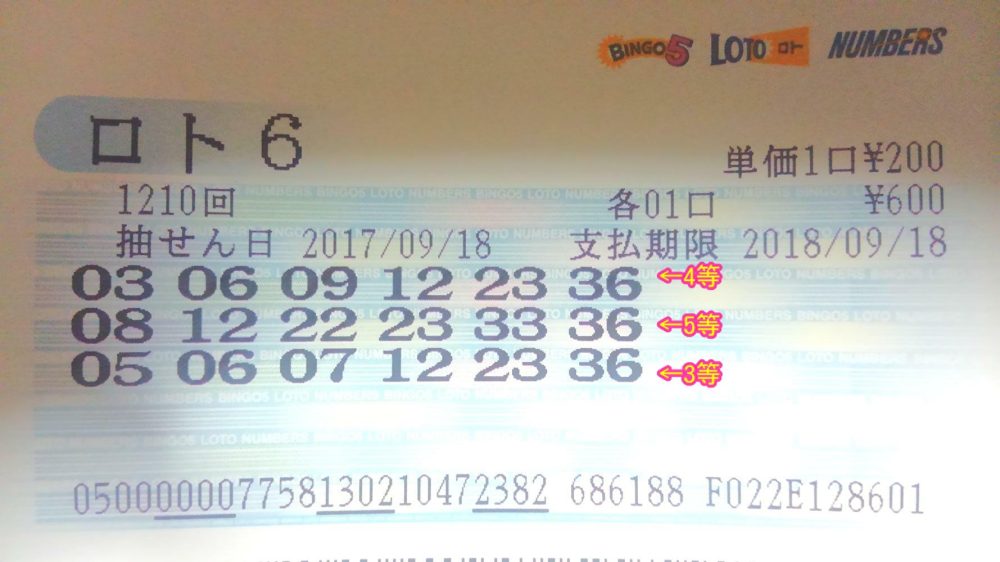 BINGO5 LOTO ロト NUMBERS
ロト6
単価1口¥200
1210回 各01口 ¥600
抽せん日 2017/09/18 支払期限 2018/09/18
03 06 09 12 23 36 ←4等
08 12 22 23 33 36 ←5等
05 06 07 12 23 36 ←3等
050000007758130210472382 686188 F022E128601